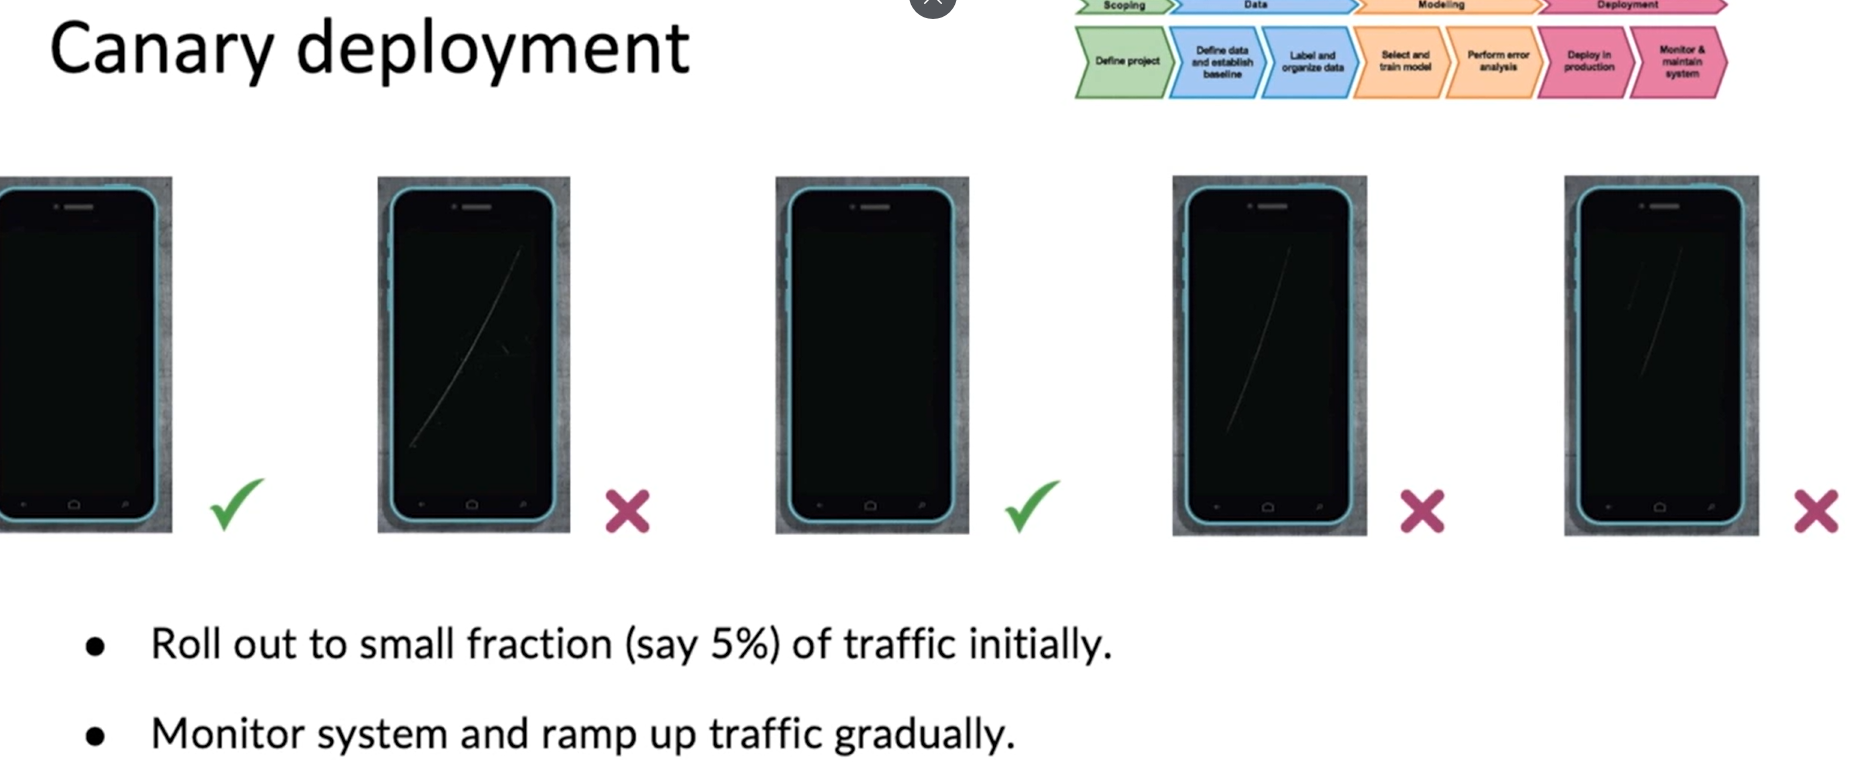 Canary deployment
Scoping
Data
Modeling
Deployment
Define project
Define data
and establish
baseline
Label and
organize data
Select and
train model
Perform error
analysis
Deploy in
production
Monitor &
maintain
system
● Roll out to small fraction (say 5%) of traffic initially.
● Monitor system and ramp up traffic gradually.